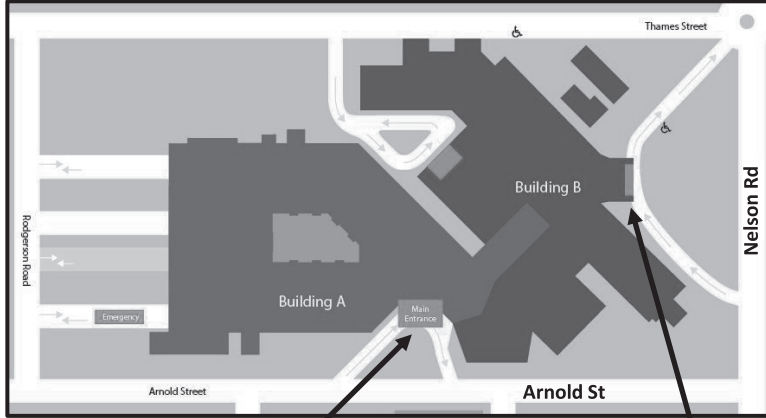 Thames Street
Building B
Nelson Rd
Rodgerson Road
Building A
Main
Entrance
Emergency
Arnold Street
Arnold St